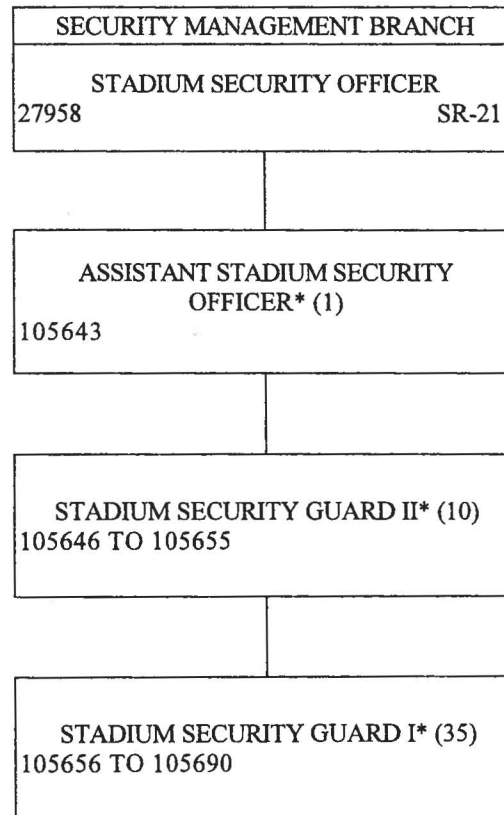 SECURITY MANAGEMENT BRANCH
STADIUM SECURITY OFFICER
27958 SR-21
ASSISTANT STADIUM SECURITY
OFFICER* (1)
105643
STADIUM SECURITY GUARD II* (10)
105646 TO 105655
STADIUM SECURITY GUARD I* (35)
105656 TO 105690